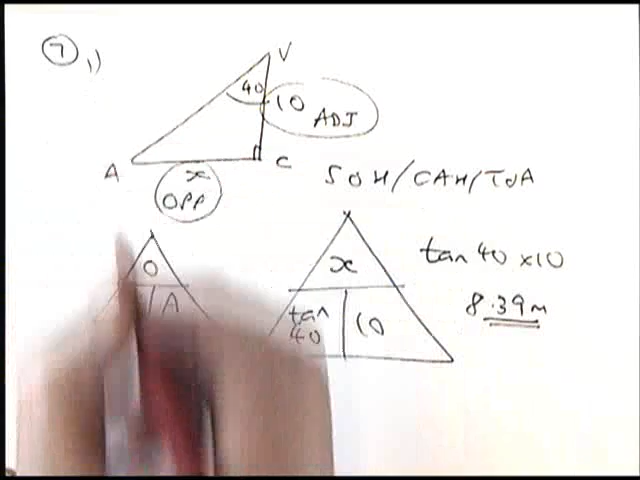 7 i)
V
40
10
ADJ
A
x
C
OPP
SOH/CAH/TOA
O
A
x
tan 40
10
tan 40 x10
8.39m